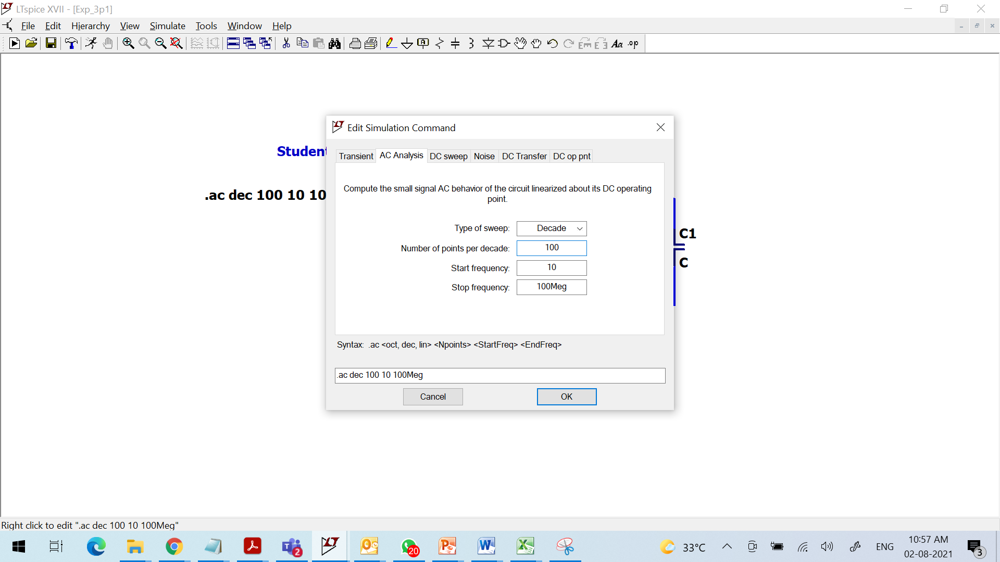 LTspice XVII - [Exp_3p1]
File Edit Hierarchy View Simulate Tools Window Help
Aa .op
Edit Simulation Command
Student
Transient AC Analysis DC sweep Noise DC Transfer DC op pnt
Compute the small signal AC behavior of the circuit linearized about its DC operating
point.
.ac dec 100 10 10
Type of sweep: Decade
C1
Number of points per decade: 100
C
Start frequency: 10
Stop frequency: 100Meg
Syntax: .ac <oct, dec, lin> <Npoints> <StartFreq> <EndFreq>
.ac dec 100 10 100Meg
Cancel OK
Right click to edit ".ac dec 100 10 100Meg"
2
20
33°C
ENG
10:57 AM
02-08-2021
3